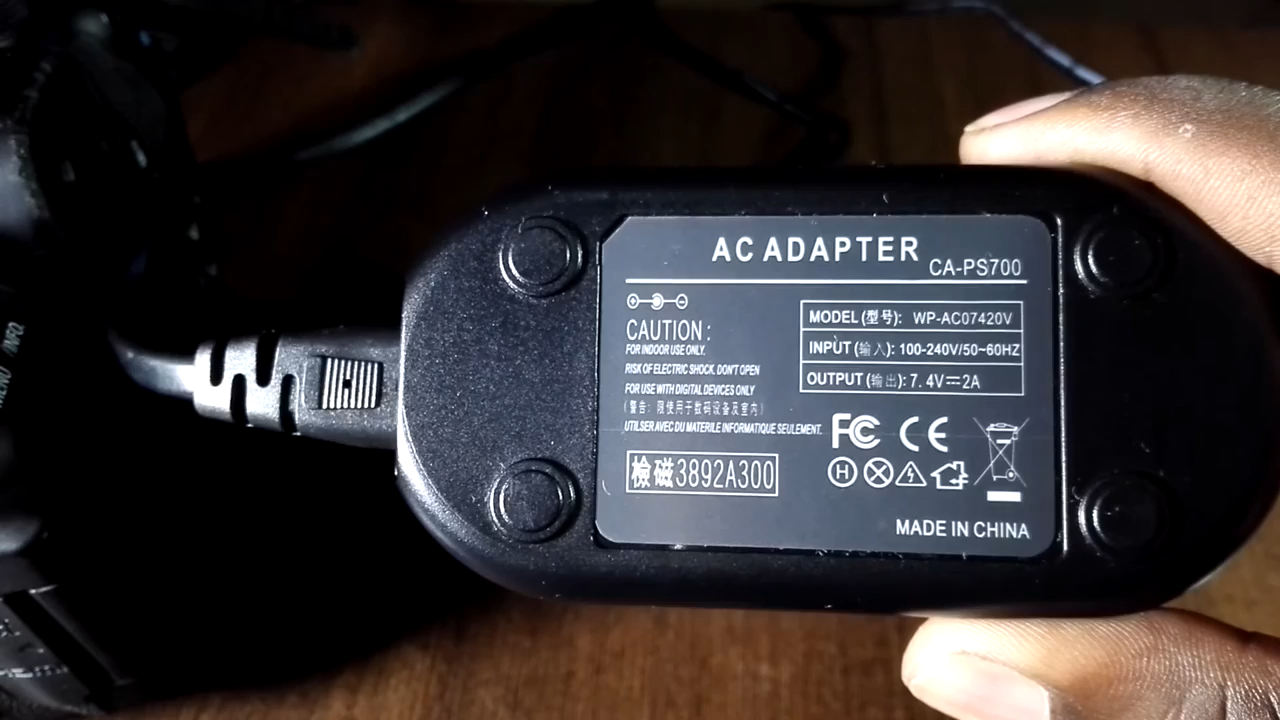 AC ADAPTER
CA-PS700
CAUTION :
FOR INDOOR USE ONLY.
RISK OF ELECTRIC SHOCK. DON'T OPEN
FOR USE WITH DIGITAL DEVICES ONLY
(警告: 限使用于数码设备及室内)
UTILSER AVEC DU MATERILE INFORMATIQUE SEULEMENT.
檢磁3892A300
MODEL (型号): WP-AC07420V
INPUT (输入): 100-240V/50~60HZ
OUTPUT (输出): 7.4V⎓2A
FC CE
H
MADE IN CHINA
MENU INFO.